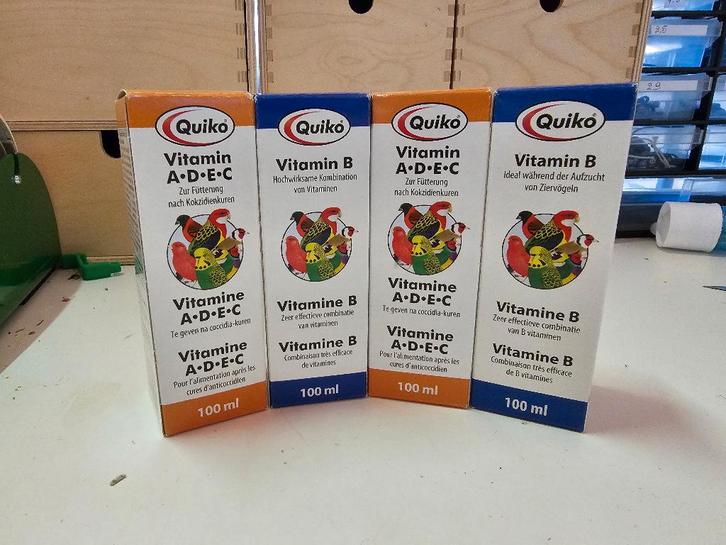 Quiko
Vitamin
A•D•E•C
Zur Fütterung
nach Kokzidienkuren
Vitamine
A•D•E•C
Te geven na coccidia-kuren
Vitamine
A•D•E•C
Pour l'alimentation après les
cures d'anticoccidien
100 ml
Quiko
Vitamin B
Hochwirksame Kombination
von Vitaminen
Vitamine B
Zeer effectieve combinatie
van vitaminen
Vitamine B
Combinaison très efficace
de vitamines
100 ml
Quiko
Vitamin
A•D•E•C
Zur Fütterung
nach Kokzidienkuren
Vitamine
A•D•E•C
Te geven na coccidia-kuren
Vitamine
A•D•E•C
Pour l'alimentation après les
cures d'anticoccidien
100 ml
Quiko
Vitamin B
Ideal während der Aufzucht
von Ziervögeln
Vitamine B
Zeer effectieve combinatie
van B vitaminen
Vitamine B
Combinaison très efficace
de B vitamines
100 ml